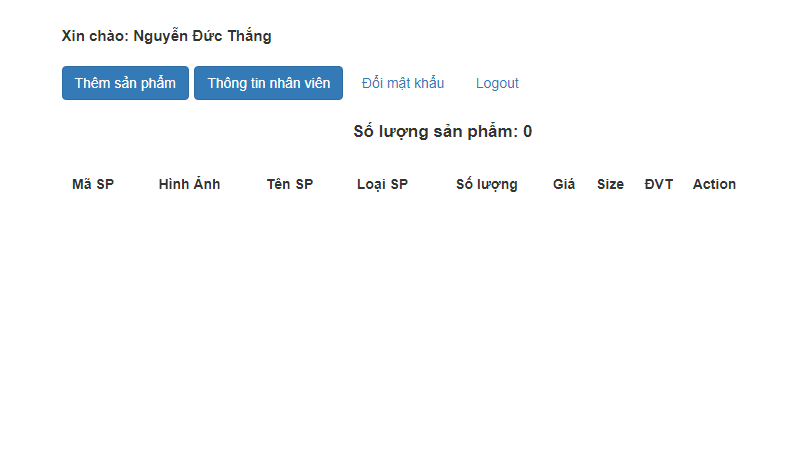 Xin chào: Nguyễn Đức Thắng
Thêm sản phẩm Thông tin nhân viên Đổi mật khẩu Logout
Số lượng sản phẩm: 0
Mã SP Hình Ảnh Tên SP Loại SP Số lượng Giá Size ĐVT Action